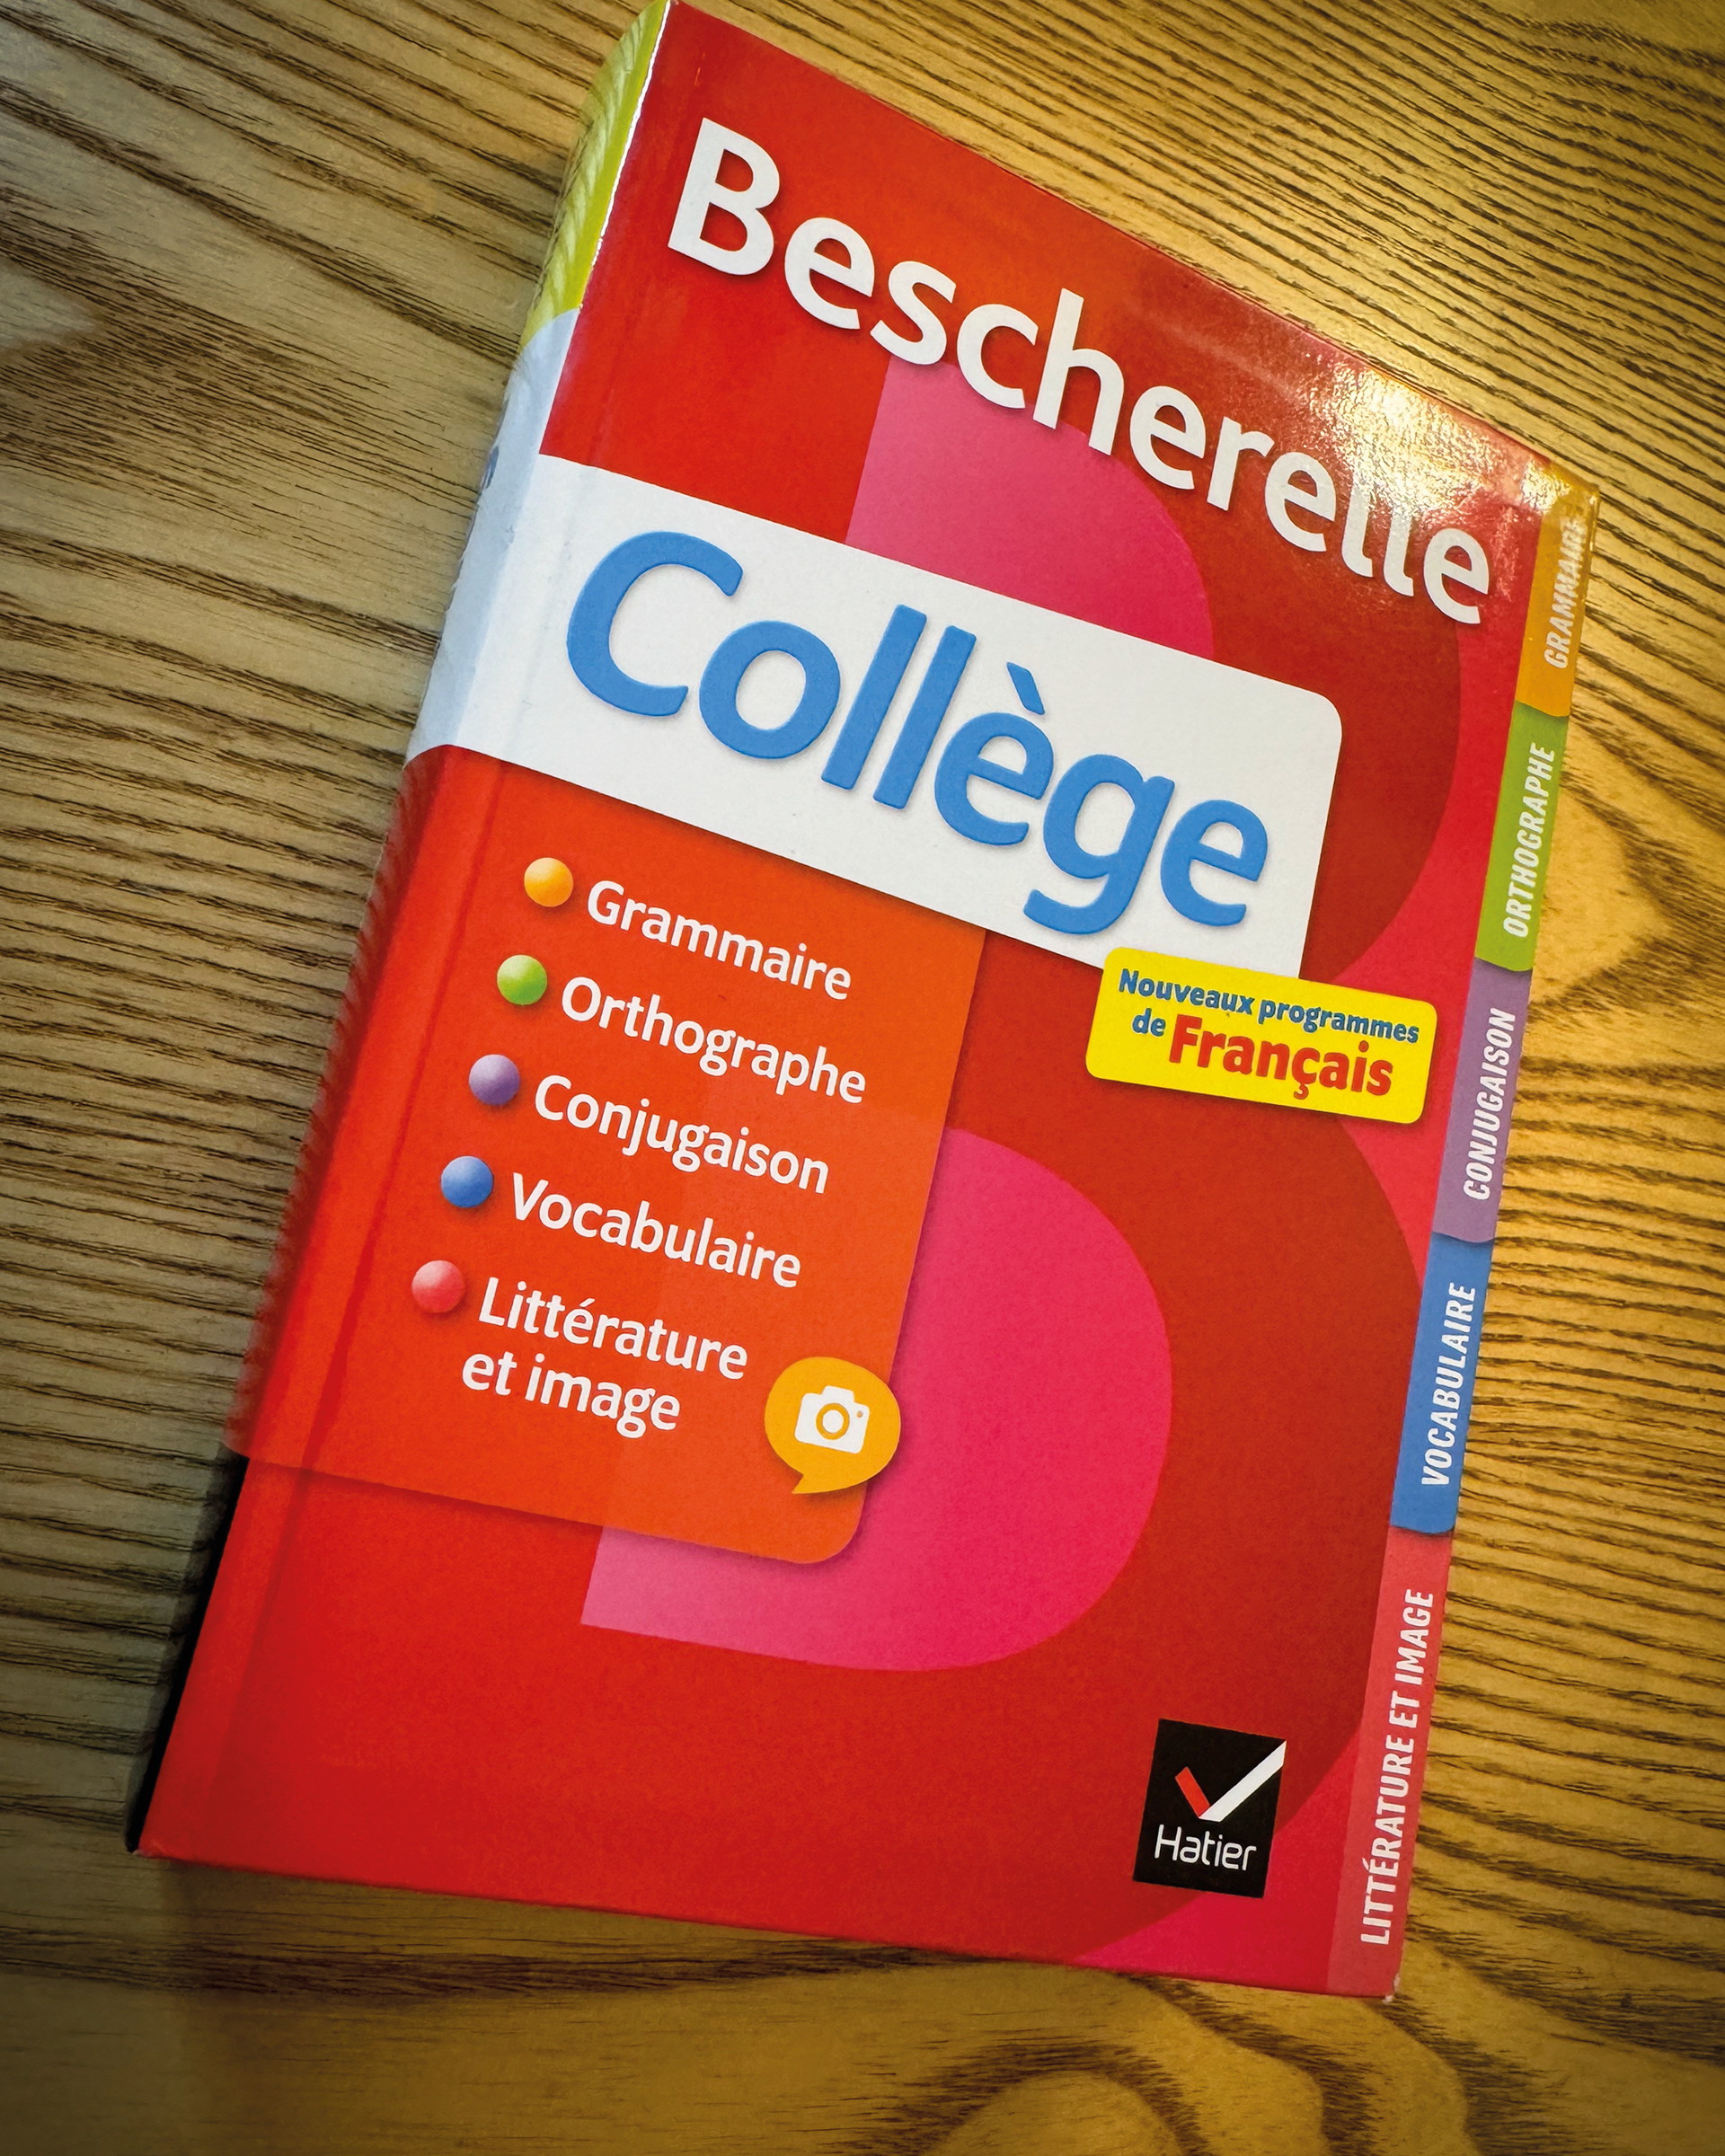 Bescherelle
Collège
Grammaire
Orthographe
Conjugaison
Vocabulaire
Littérature
et image
Nouveaux programmes
de Français
Hatier
GRAMMAIRE
ORTHOGRAPHE
CONJUGAISON
VOCABULAIRE
LITTÉRATURE ET IMAGE